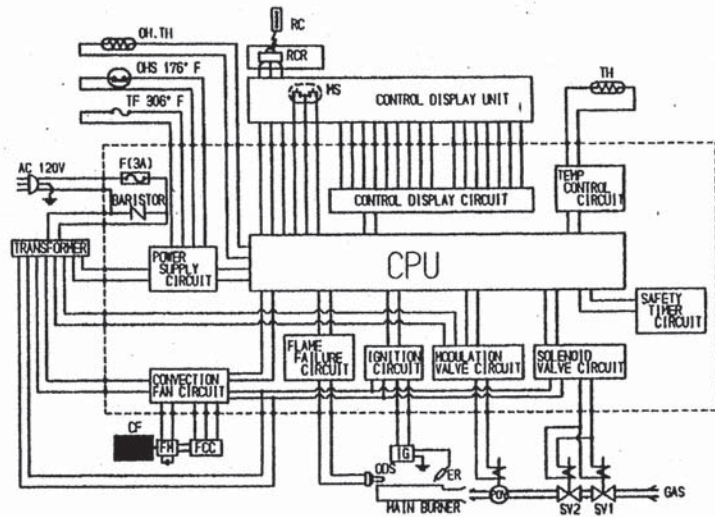 OH.TH
RC
RCR
OHS 176° F
MS
CONTROL DISPLAY UNIT
TH
TF 306° F
AC 120V
F(3A)
BARISTOR
TEMP
CONTROL
CIRCUIT
CONTROL DISPLAY CIRCUIT
TRANSFORMER
POWER
SUPPLY
CIRCUIT
CPU
SAFETY
TIMER
CIRCUIT
FLAME
FAILURE
CIRCUIT
IGNITION
CIRCUIT
MODULATION
VALVE CIRCUIT
SOLENOID
VALVE CIRCUIT
CONVECTION
FAN CIRCUIT
CF
FM
FCC
IG
ODS
ER
MAIN BURNER
POV
SV2
SV1
GAS